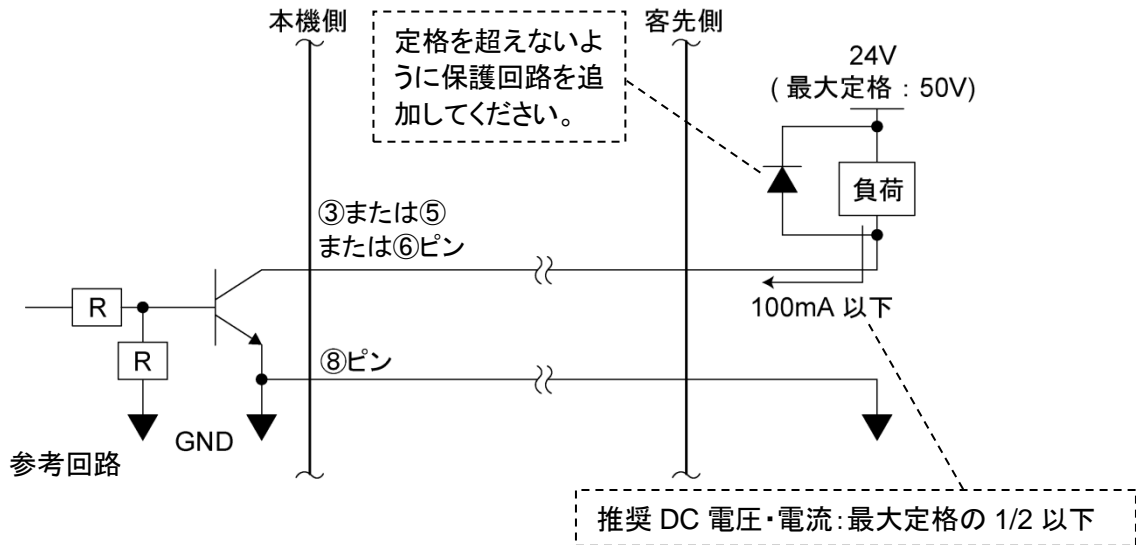 本機側
客先側
定格を超えないよ
うに保護回路を追
加してください。
24V
( 最大定格 : 50V)
負荷
③または⑤
または⑥ピン
100mA 以下
R
R
⑧ピン
GND
参考回路
推奨 DC 電圧・電流:最大定格の 1/2 以下